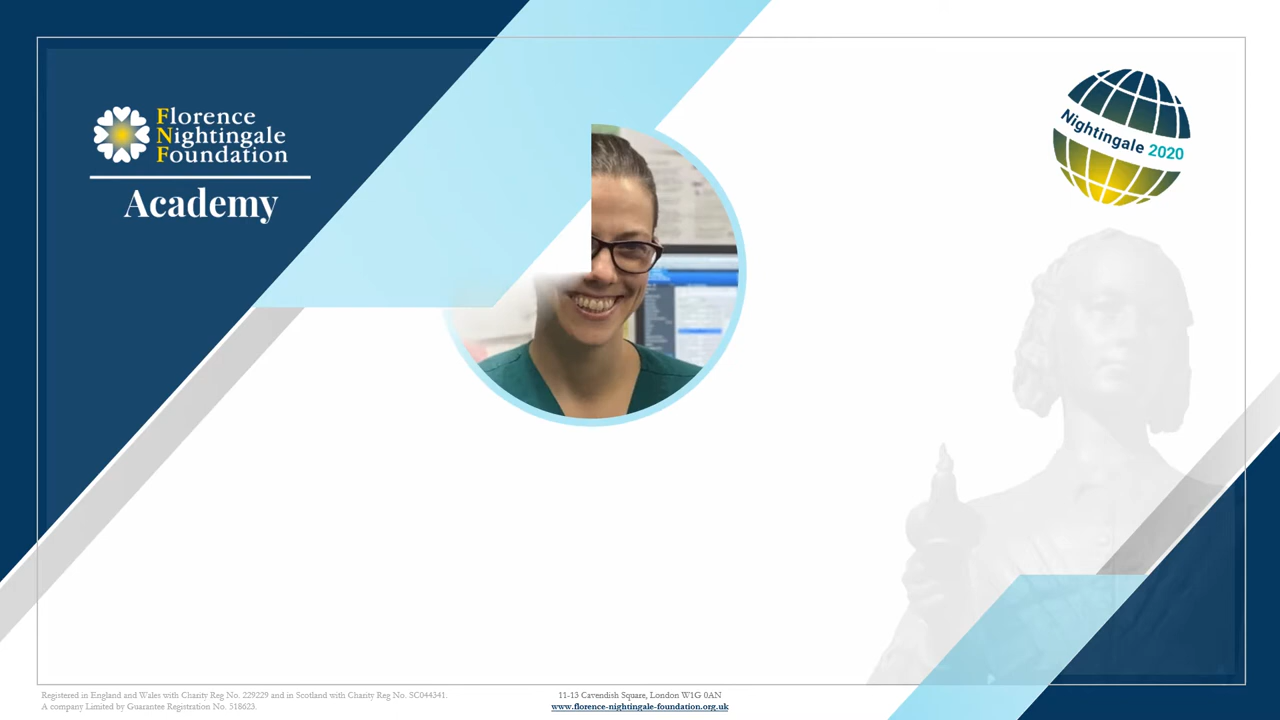 Florence
Nightingale
Foundation
Academy
Nightingale 2020
Registered in England and Wales with Charity Reg No. 229229 and in Scotland with Charity Reg No. SC044341.
A company Limited by Guarantee Registration No. 518623.
11-13 Cavendish Square, London W1G 0AN
www.florence-nightingale-foundation.org.uk